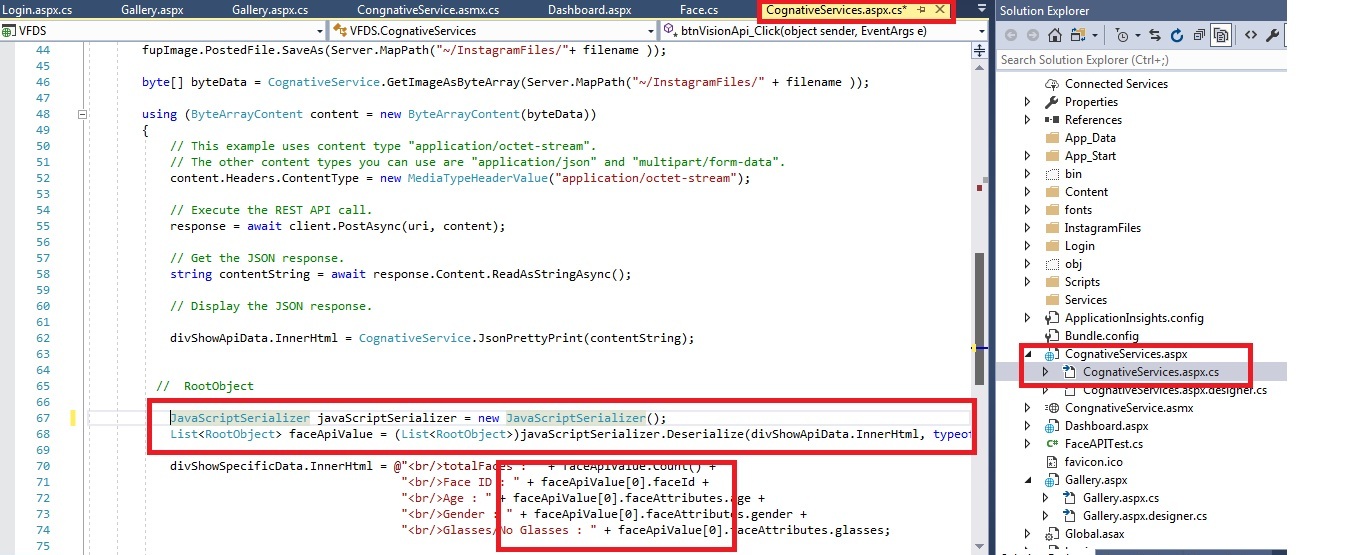 Login.aspx.cs Gallery.aspx Gallery.aspx.cs CongnativeService.asmx.cs Dashboard.aspx Face.cs CognativeServices.aspx.cs*
VFDS VFDS.CognativeServices btnVisionApi_Click(object sender, EventArgs e)
44 fupImage.PostedFile.SaveAs(Server.MapPath("~/InstagramFiles/"+ filename ));
45
46 byte[] byteData = CognativeService.GetImageAsByteArray(Server.MapPath("~/InstagramFiles/" + filename ));
47
48 using (ByteArrayContent content = new ByteArrayContent(byteData))
49 {
50 // This example uses content type "application/octet-stream".
51 // The other content types you can use are "application/json" and "multipart/form-data".
52 content.Headers.ContentType = new MediaTypeHeaderValue("application/octet-stream");
53
54 // Execute the REST API call.
55 response = await client.PostAsync(uri, content);
56
57 // Get the JSON response.
58 string contentString = await response.Content.ReadAsStringAsync();
59
60 // Display the JSON response.
61
62 divShowApiData.InnerHtml = CognativeService.JsonPrettyPrint(contentString);
63
64
65 // RootObject
66
67 JavaScriptSerializer javaScriptSerializer = new JavaScriptSerializer();
68 List<RootObject> faceApiValue = (List<RootObject>)javaScriptSerializer.Deserialize(divShowApiData.InnerHtml, typeof
69
70 divShowSpecificData.InnerHtml = @"<br/>totalFaces : " + faceApiValue.Count() +
71 "<br/>Face ID : " + faceApiValue[0].faceId +
72 "<br/>Age : " + faceApiValue[0].faceAttributes.age +
73 "<br/>Gender : " + faceApiValue[0].faceAttributes.gender +
74 "<br/>Glasses/No Glasses : " + faceApiValue[0].faceAttributes.glasses;
75
Solution Explorer
Search Solution Explorer (Ctrl+;)
Connected Services
Properties
References
App_Data
App_Start
bin
Content
fonts
InstagramFiles
Login
obj
Scripts
Services
ApplicationInsights.config
Bundle.config
CognativeServices.aspx
CognativeServices.aspx.cs
CognativeServices.aspx.designer.cs
CongnativeService.asmx
Dashboard.aspx
FaceAPITest.cs
favicon.ico
Gallery.aspx
Gallery.aspx.cs
Gallery.aspx.designer.cs
Global.asax